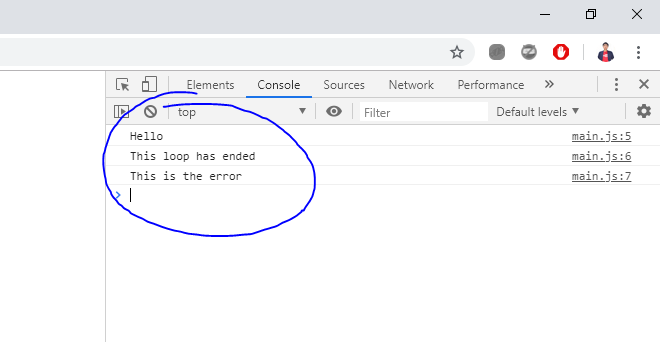 Elements Console Sources Network Performance »
top Filter Default levels
Hello main.js:5
This loop has ended main.js:6
This is the error main.js:7